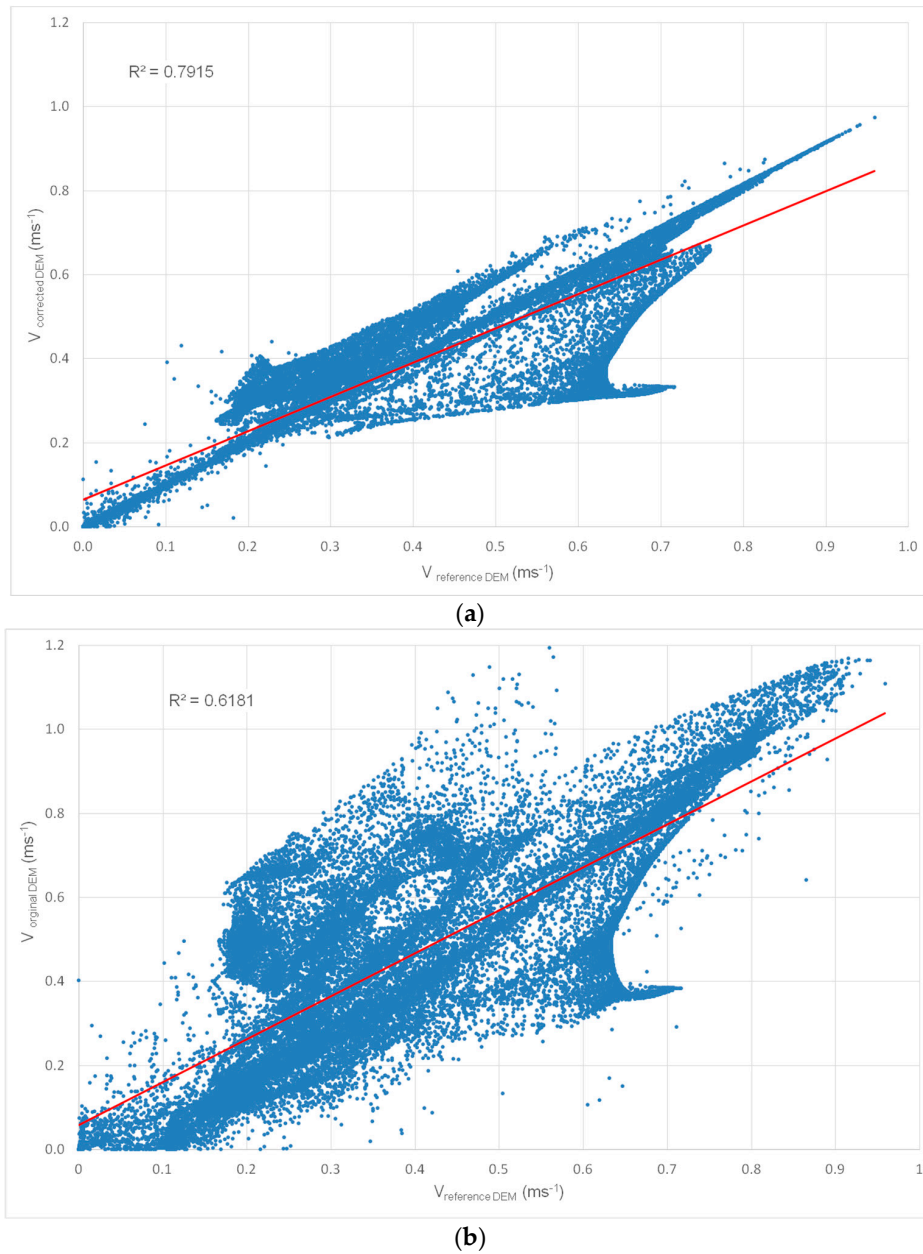 1.2
R² = 0.7915
1.0
0.8
0.6
0.4
0.2
0.0
V corrected DEM (ms⁻¹)
0.0 0.1 0.2 0.3 0.4 0.5 0.6 0.7 0.8 0.9 1.0
V reference DEM (ms⁻¹)
(a)
1.2
R² = 0.6181
1.0
0.8
0.6
0.4
0.2
0.0
V orginal DEM (ms⁻¹)
0 0.1 0.2 0.3 0.4 0.5 0.6 0.7 0.8 0.9 1
V reference DEM (ms⁻¹)
(b)